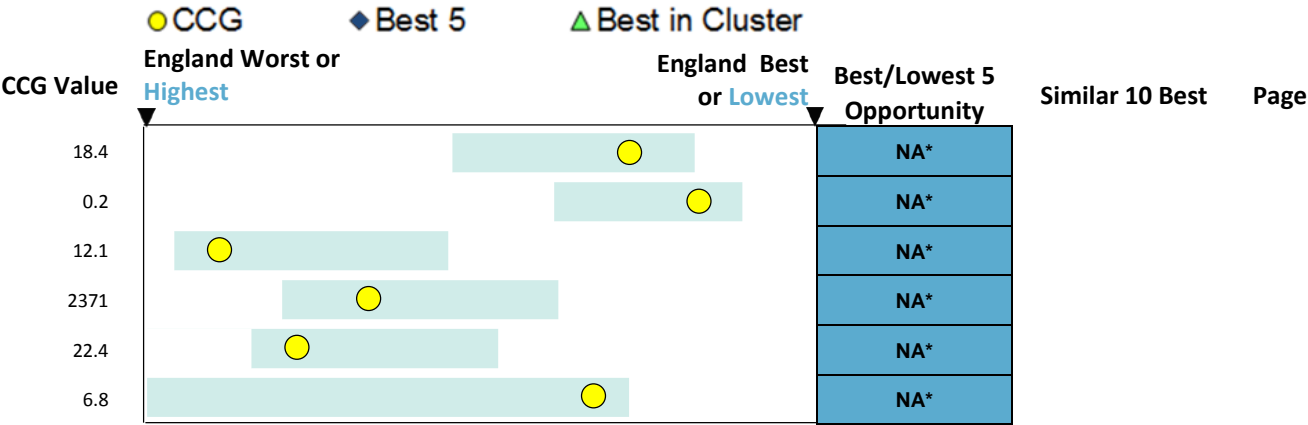 CCG Best 5 Best in Cluster
CCG Value England Worst or Highest England Best or Lowest Best/Lowest 5 Opportunity Similar 10 Best Page
18.4 NA*
0.2 NA*
12.1 NA*
2371 NA*
22.4 NA*
6.8 NA*